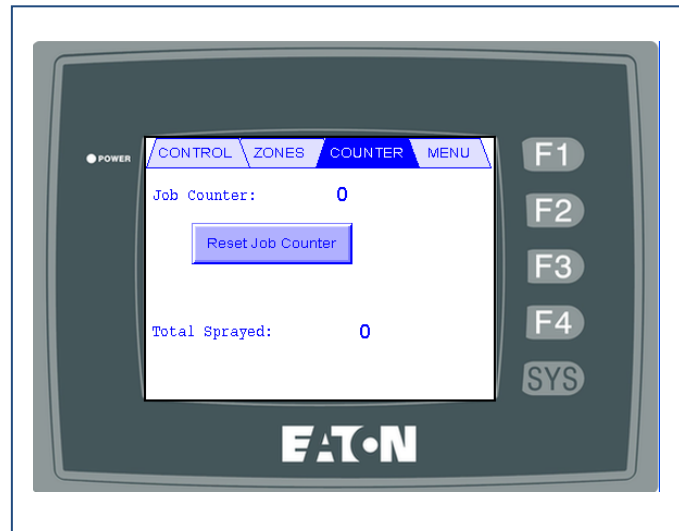 POWER
CONTROL ZONES COUNTER MENU
Job Counter: 0
Reset Job Counter
Total Sprayed: 0
F1
F2
F3
F4
SYS
EATON